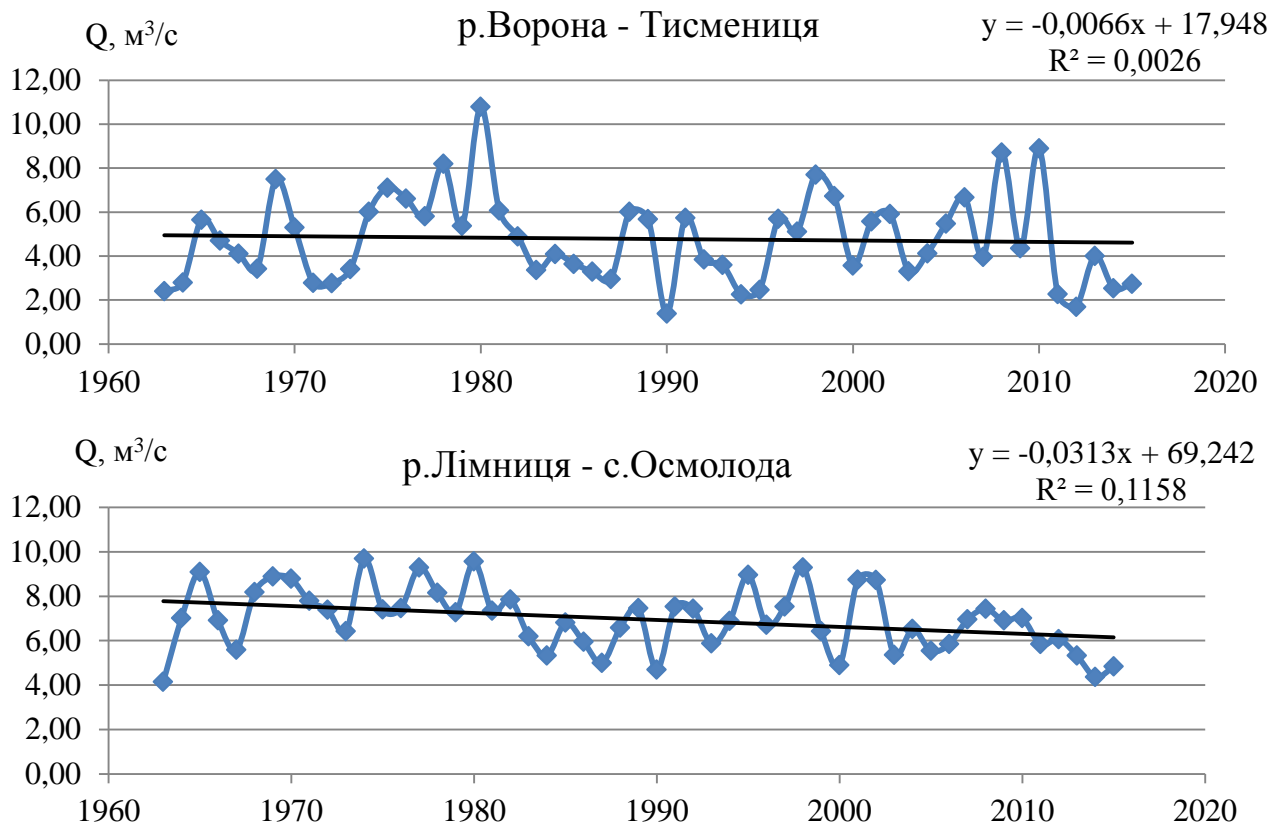 Q, м³/с
р.Ворона - Тисмениця
y = -0,0066x + 17,948
R² = 0,0026
12,00
10,00
8,00
6,00
4,00
2,00
0,00
1960 1970 1980 1990 2000 2010 2020
Q, м³/с
р.Лімниця - с.Осмолода
y = -0,0313x + 69,242
R² = 0,1158
12,00
10,00
8,00
6,00
4,00
2,00
0,00
1960 1970 1980 1990 2000 2010 2020